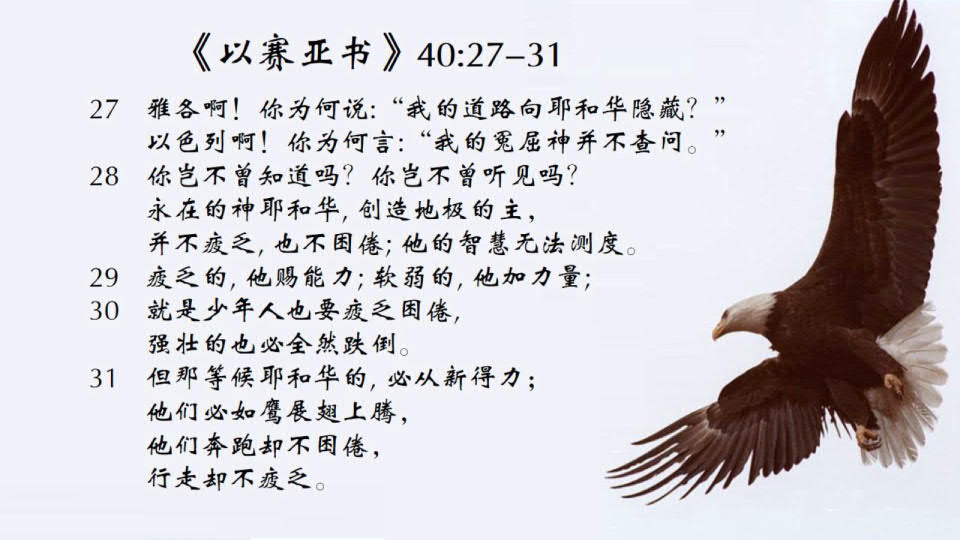 《以赛亚书》40:27–31
27 雅各啊！你为何说：“我的道路向耶和华隐藏？”
以色列啊！你为何言：“我的冤屈神并不查问。”
28 你岂不曾知道吗？你岂不曾听见吗？
永在的神耶和华，创造地极的主，
并不疲乏，也不困倦；他的智慧无法测度。
29 疲乏的，他赐能力；软弱的，他加力量；
30 就是少年人也要疲乏困倦，
强壮的也必全然跌倒。
31 但那等候耶和华的，必从新得力；
他们必如鹰展翅上腾，
他们奔跑却不困倦，
行走却不疲乏。